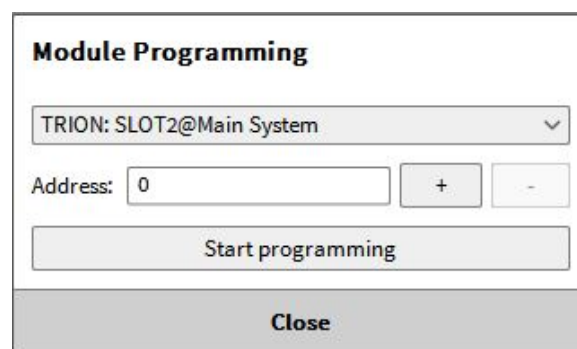 Module Programming
TRION: SLOT2@Main System
Address: 0 + -
Start programming
Close